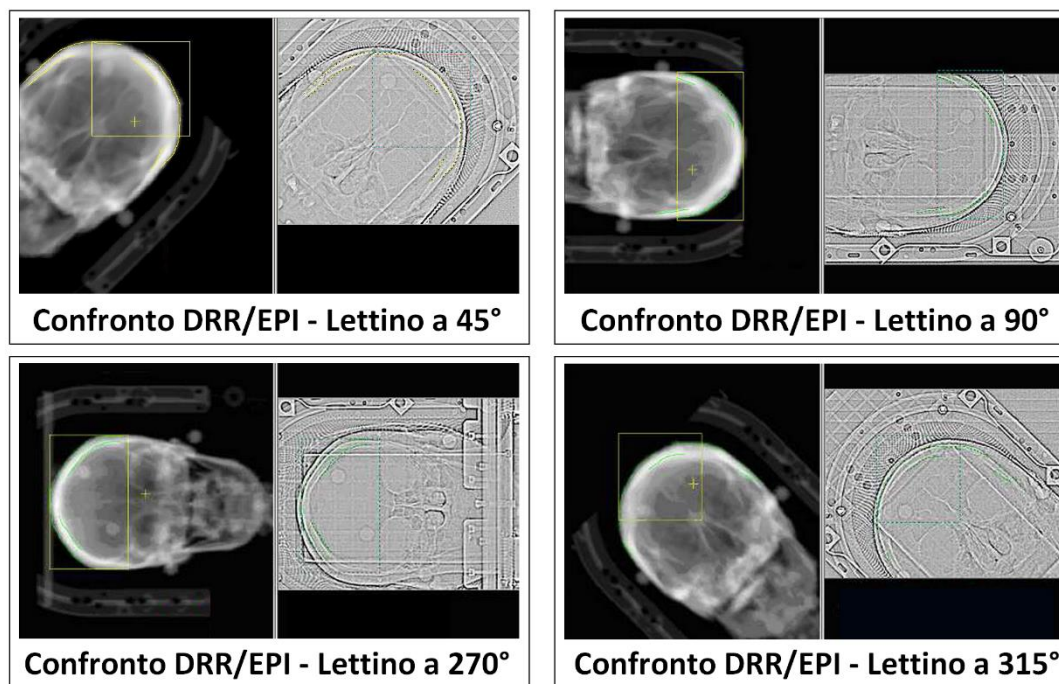 Confronto DRR/EPI - Lettino a 45°
Confronto DRR/EPI - Lettino a 90°
Confronto DRR/EPI - Lettino a 270°
Confronto DRR/EPI - Lettino a 315°